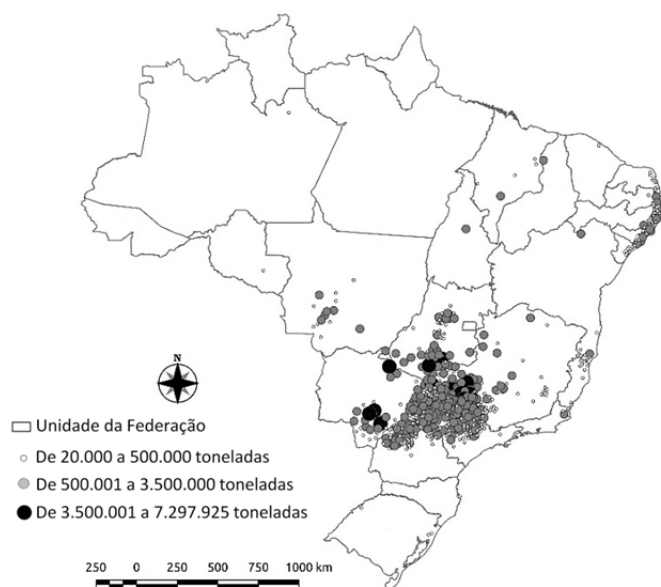 N
Unidade da Federação
De 20.000 a 500.000 toneladas
De 500.001 a 3.500.000 toneladas
De 3.500.001 a 7.297.925 toneladas
250 0 250 500 750 1000 km